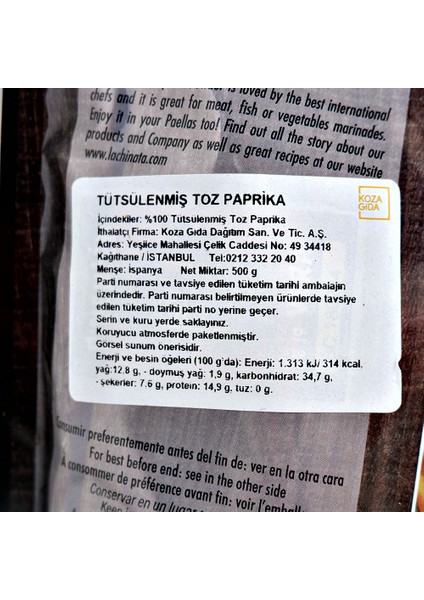 is loved by the best international
chefs and it is great for meat, fish or vegetables marinades.
Enjoy it in your Paellas too! Find out all the story about our
products and Company as well as great recipes at our website
www.lachinata.com
TÜTSÜLENMİŞ TOZ PAPRİKA
KOZA
GIDA
İçindekiler: %100 Tütsülenmiş Toz Paprika
İthalatçı Firma: Koza Gıda Dağıtım San. Ve Tic. A.Ş.
Adres: Yeşilce Mahallesi Çelik Caddesi No: 49 34418
Kağıthane / İSTANBUL Tel:0212 332 20 40
Menşe: İspanya Net Miktar: 500 g
Parti numarası ve tavsiye edilen tüketim tarihi ambalajın
üzerindedir. Parti numarası belirtilmeyen ürünlerde tavsiye
edilen tüketim tarihi parti no yerine geçer.
Serin ve kuru yerde saklayınız.
Koruyucu atmosferde paketlenmiştir.
Görsel sunum önerisidir.
Enerji ve besin öğeleri (100 g'da): Enerji: 1.313 kJ/ 314 kcal,
yağ:12.8 g, - doymuş yağ: 1,9 g, karbonhidrat: 34,7 g,
- şekerler: 7.6 g, protein: 14,9 g, tuz: 0 g.
Consumir preferentemente antes del fin de: ver en la otra cara
For best before end: see in the other side
A consommer de préférence avant fin: voir l'emball
Conservar en un lugar
Keep in